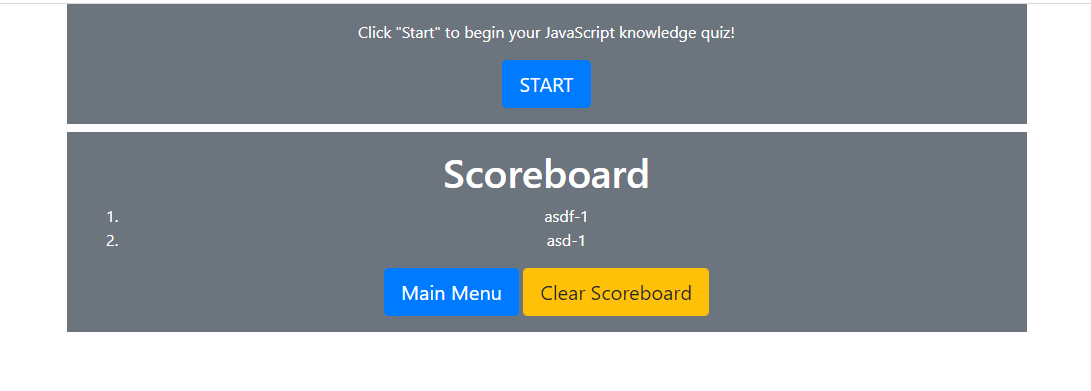 Click "Start" to begin your JavaScript knowledge quiz!
START
Scoreboard
1. asdf-1
2. asd-1
Main Menu Clear Scoreboard